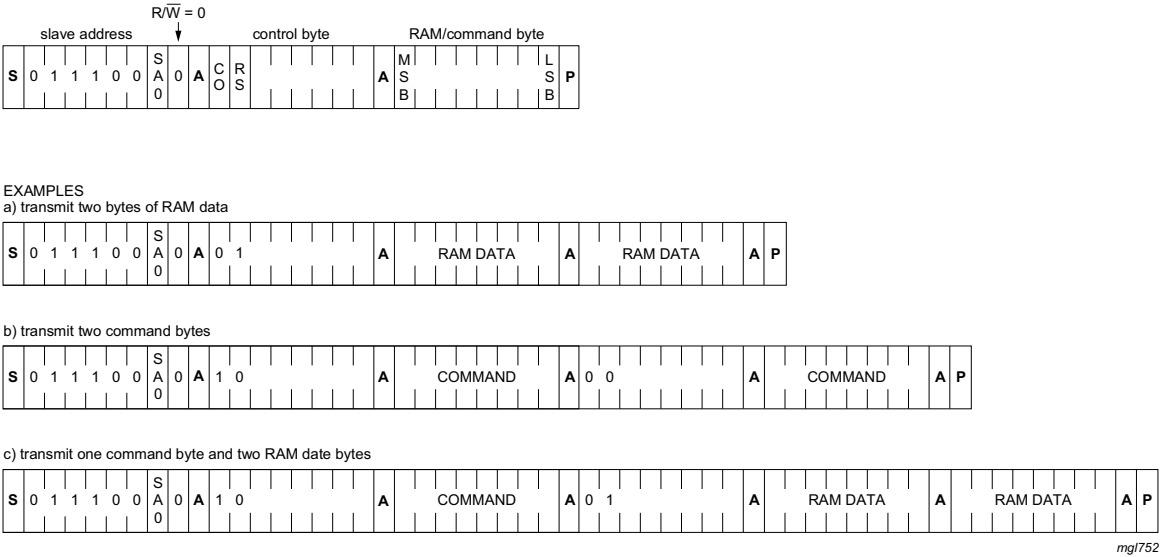 R/W = 0
slave address control byte RAM/command byte
S 0 1 1 1 0 0 SA0 0 A CO RS A MSB LSB P
EXAMPLES
a) transmit two bytes of RAM data
S 0 1 1 1 0 0 SA0 0 A 0 1 A RAM DATA A RAM DATA A P
b) transmit two command bytes
S 0 1 1 1 0 0 SA0 0 A 1 0 A COMMAND A 0 0 A COMMAND A P
c) transmit one command byte and two RAM date bytes
S 0 1 1 1 0 0 SA0 0 A 1 0 A COMMAND A 0 1 A RAM DATA A RAM DATA A P
mgl752